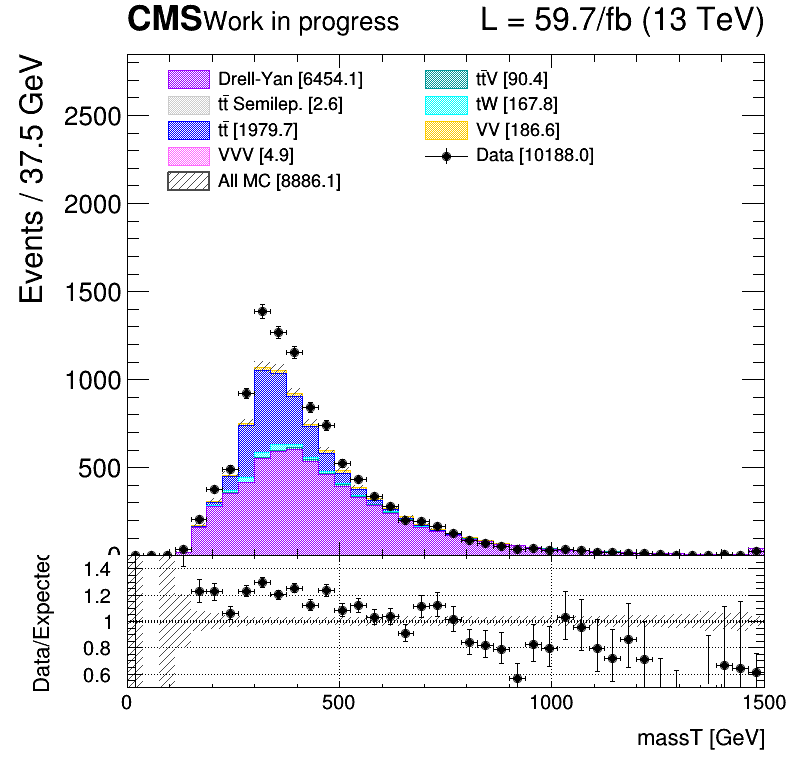 CMS Work in progress L = 59.7/fb (13 TeV)
Events / 37.5 GeV
2500
2000
1500
1000
500
0
Drell-Yan [6454.1]
tt̄ Semilep. [2.6]
tt̄ [1979.7]
VVV [4.9]
All MC [8886.1]
tt̄V [90.4]
tW [167.8]
VV [186.6]
Data [10188.0]
Data/Expected
1.4
1.2
1
0.8
0.6
0 500 1000 1500
massT [GeV]